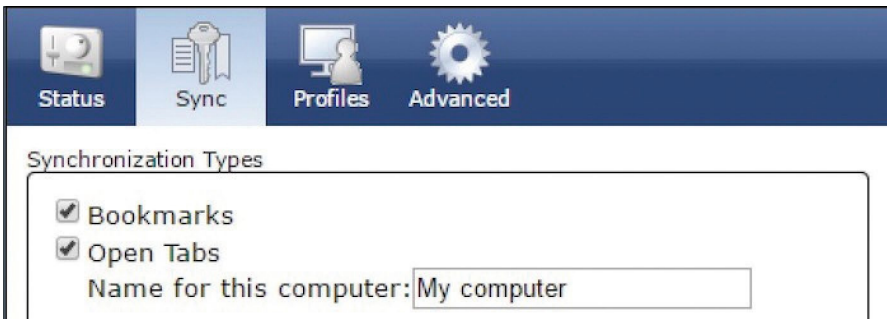 Status Sync Profiles Advanced
Synchronization Types
Bookmarks
Open Tabs
Name for this computer: My computer